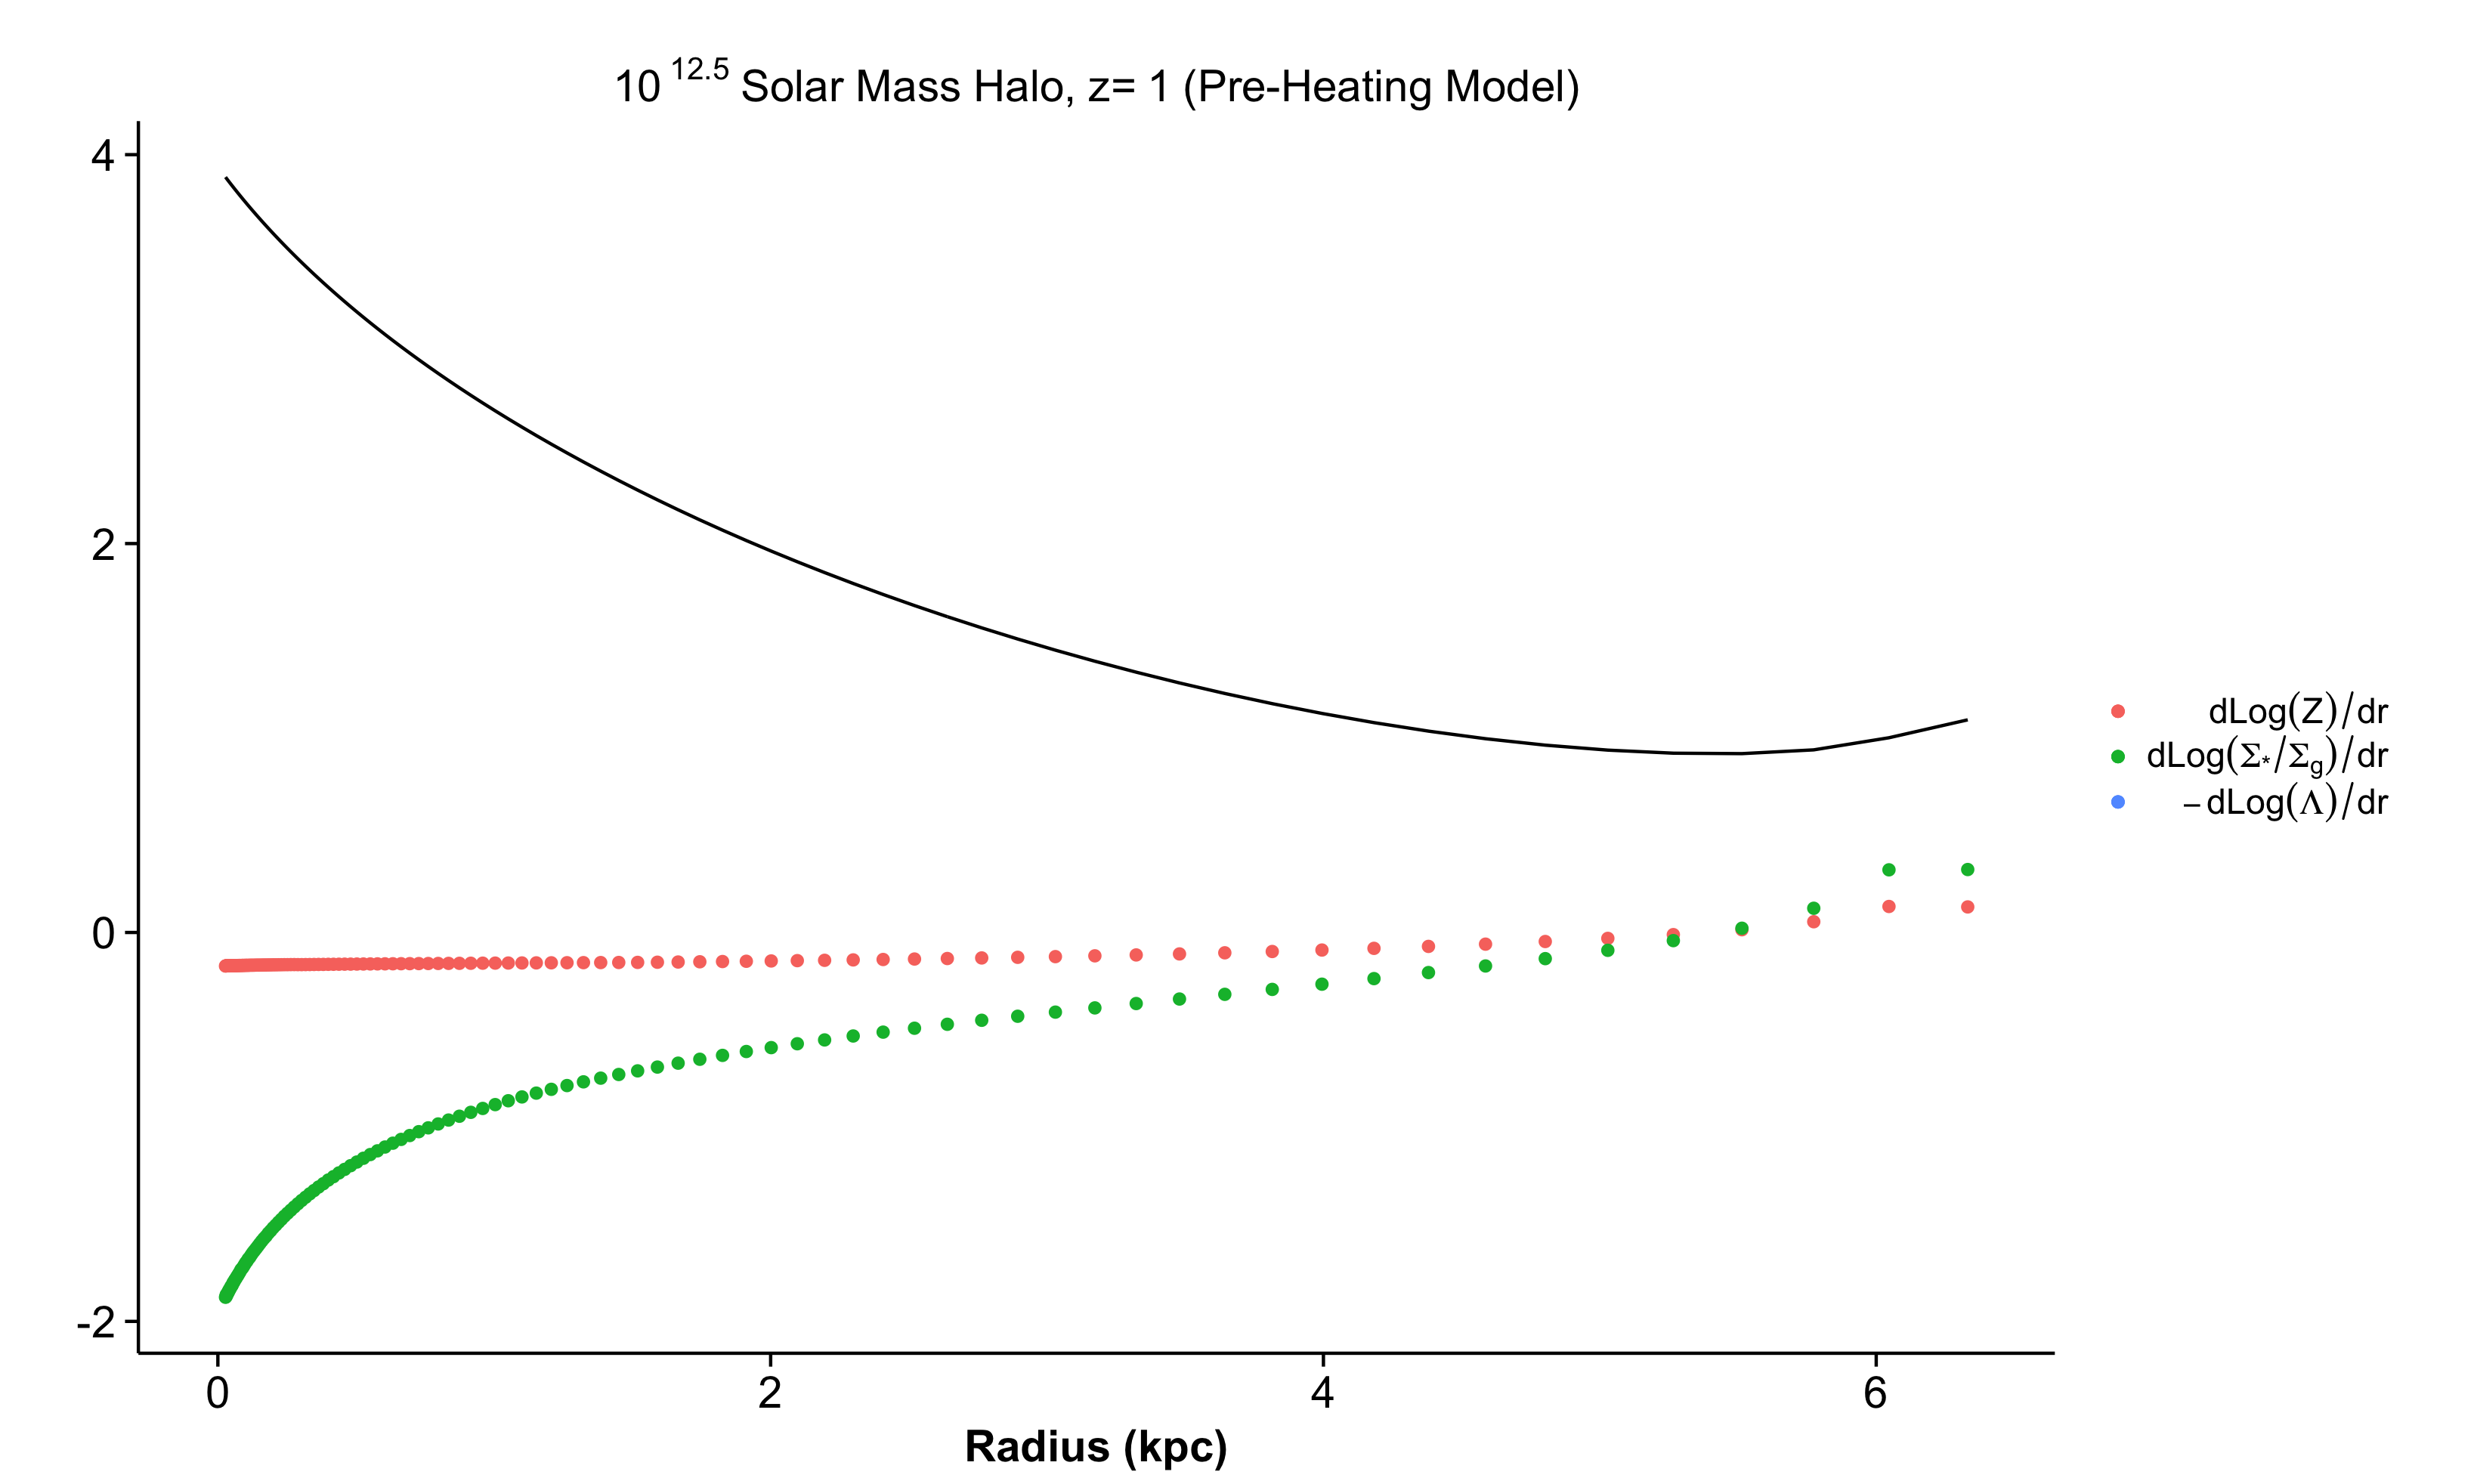 10 12.5 Solar Mass Halo, z= 1 (Pre-Heating Model)
4
2
0
-2
0 2 4 6
Radius (kpc)
dLog(Z)/dr
dLog(Σ*/Σg)/dr
−dLog(Λ)/dr